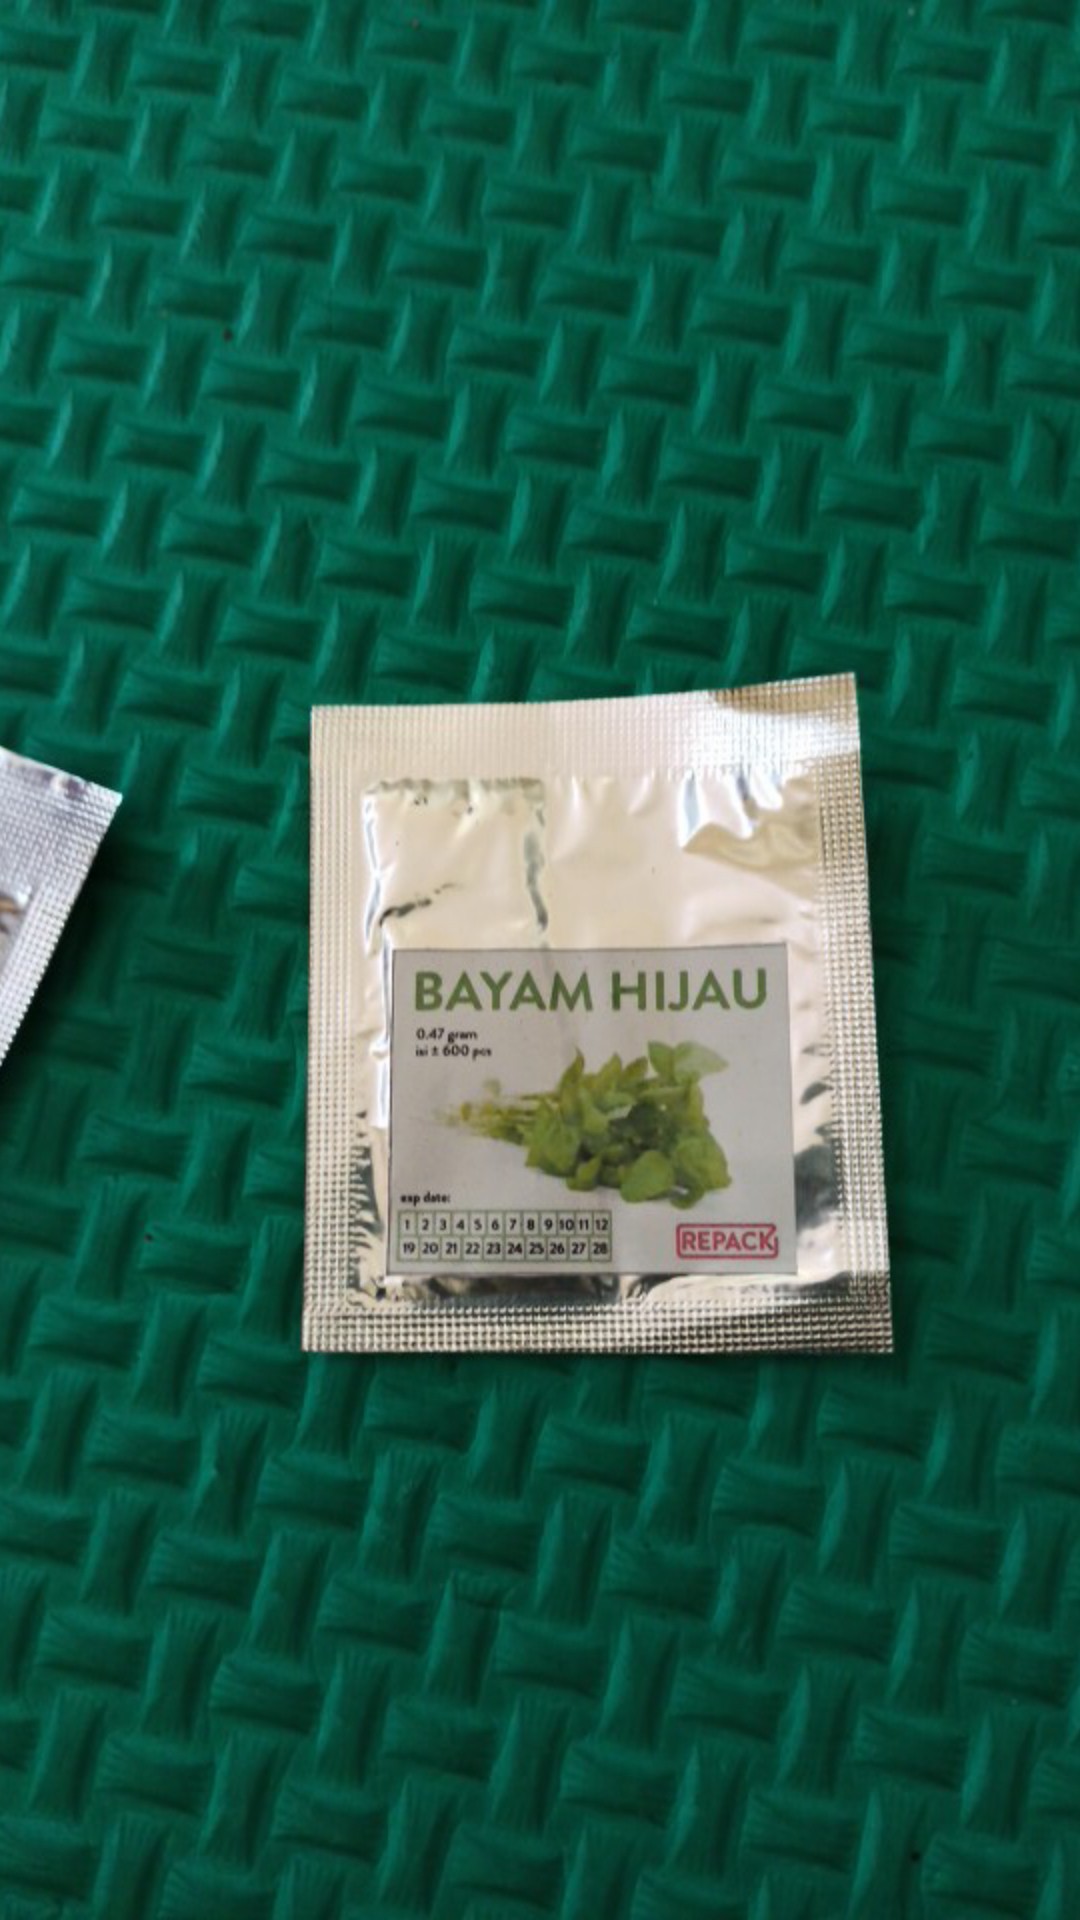 BAYAM HIJAU
0.47 gram
isi ± 600 pcs
exp date:
1 2 3 4 5 6 7 8 9 10 11 12
19 20 21 22 23 24 25 26 27 28
REPACK